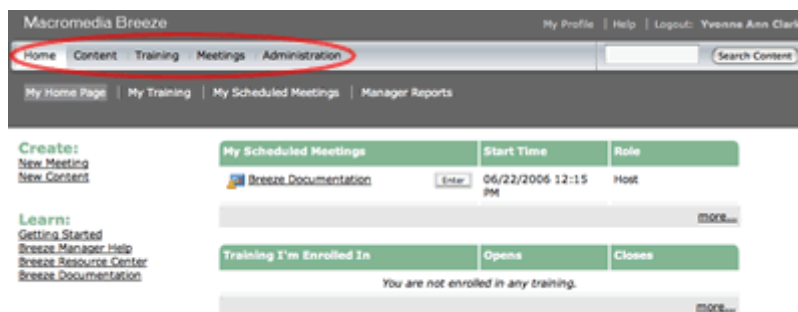 Macromedia Breeze
My Profile | Help | Logout: Yvonne Ann Clark
Home Content Training Meetings Administration
Search Content
My Home Page | My Training | My Scheduled Meetings | Manager Reports
Create:
New Meeting
New Content
Learn:
Getting Started
Breeze Manager Help
Breeze Resource Center
Breeze Documentation
My Scheduled Meetings Start Time Role
Breeze Documentation Enter 06/22/2006 12:15 Host
PM
more...
Training I'm Enrolled In Opens Closes
You are not enrolled in any training.
more...